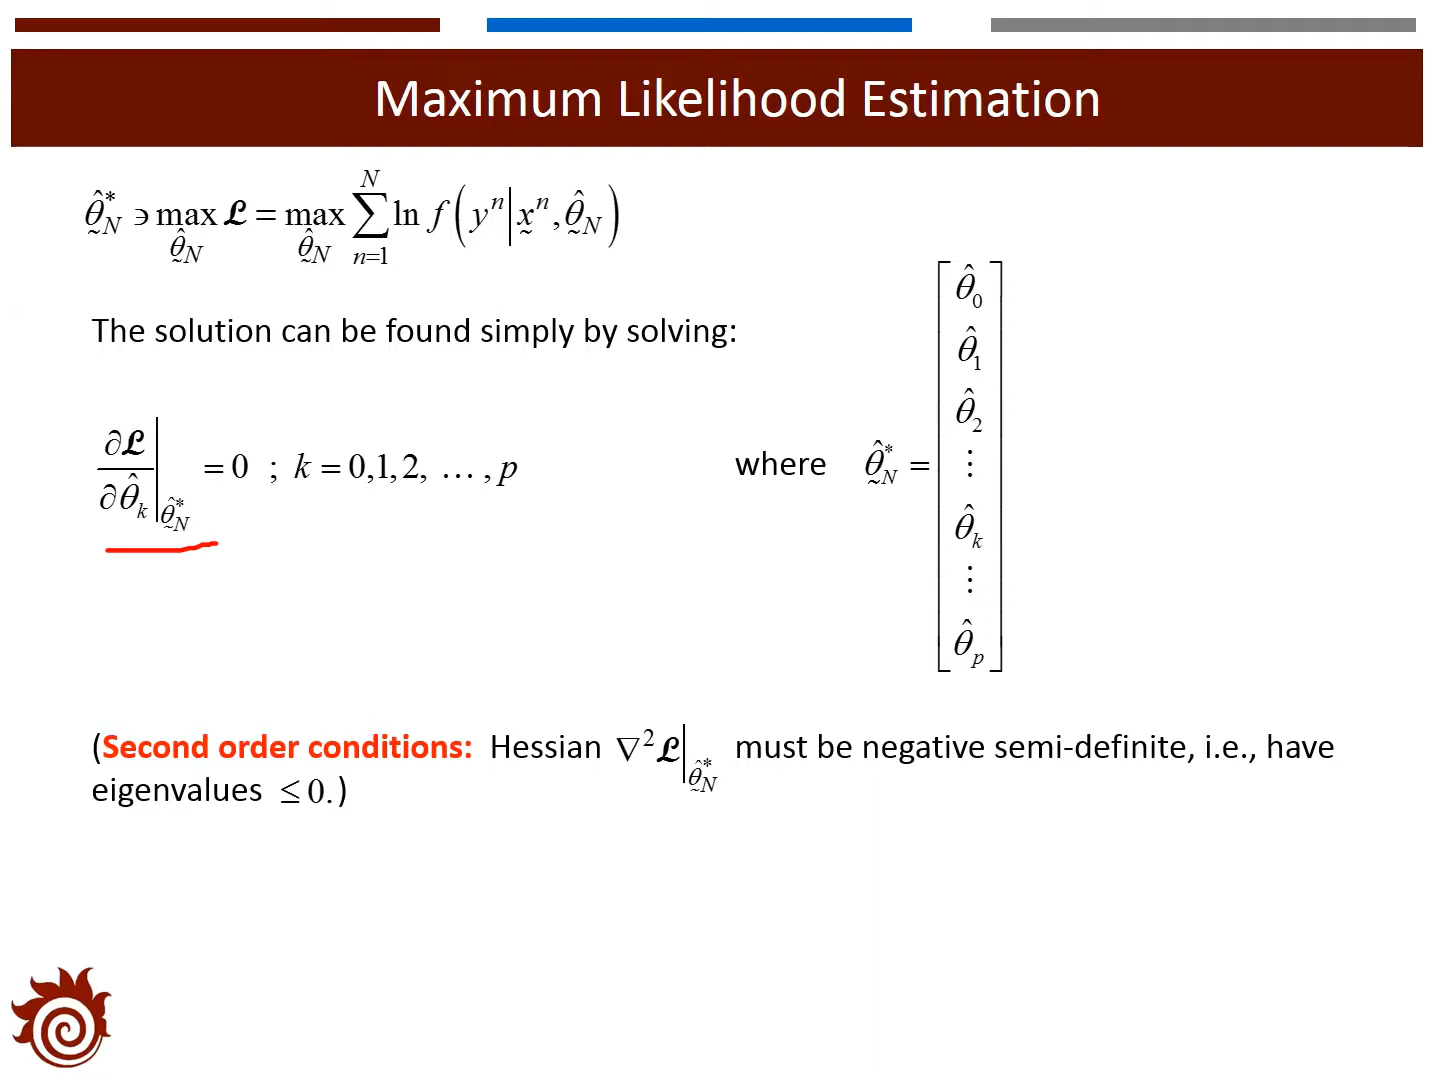 Maximum Likelihood Estimation
θ̰̂*_N ∋ max_{θ̰̂_N} 𝓛 = max_{θ̰̂_N} ∑_{n=1}^{N} ln f( y^n | x̰^n , θ̰̂_N )
The solution can be found simply by solving:
∂𝓛/∂θ̂_k |_{θ̰̂*_N} = 0 ; k = 0,1,2, … , p where θ̰̂*_N = [ θ̂_0 θ̂_1 θ̂_2 ⋮ θ̂_k ⋮ θ̂_p ]
(Second order conditions: Hessian ∇²𝓛|_{θ̰̂*_N} must be negative semi-definite, i.e., have
eigenvalues ≤ 0.)